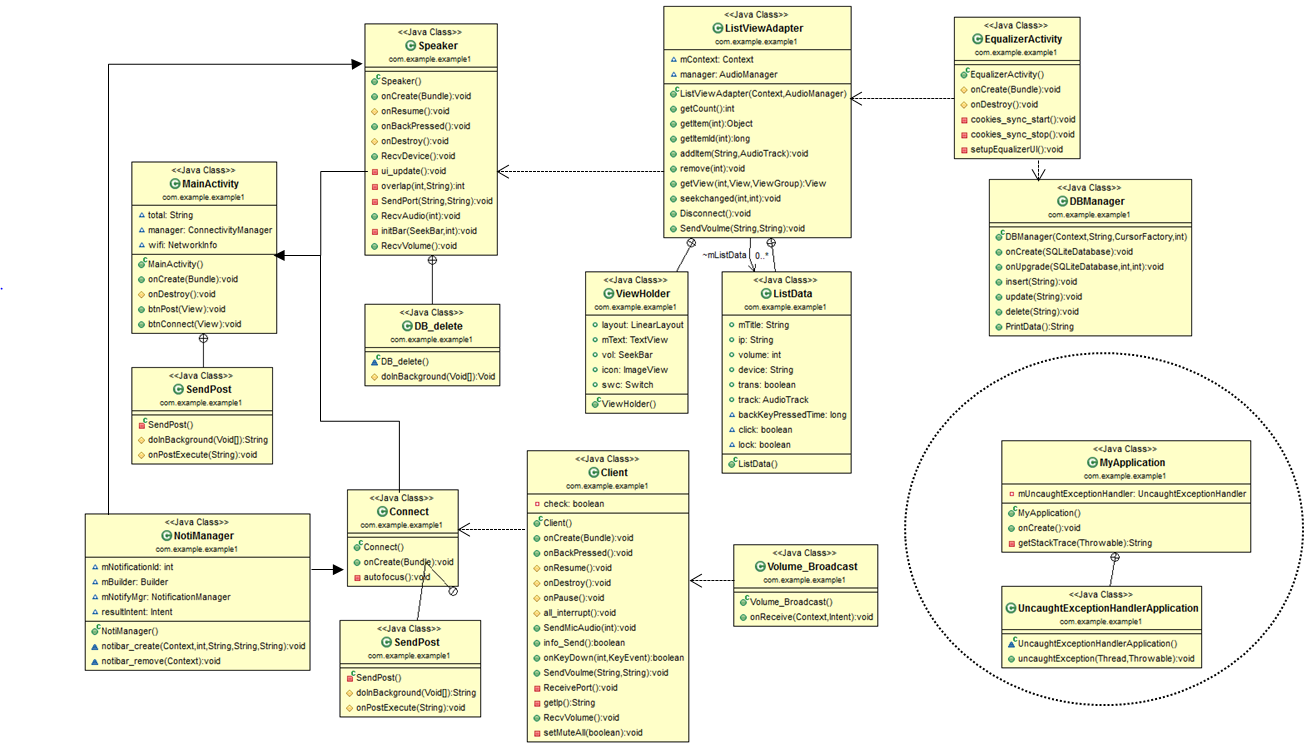 <<Java Class>>
Speaker
com.example.example1
Speaker()
onCreate(Bundle):void
onResume():void
onBackPressed():void
onDestroy():void
RecvDevice():void
ui_update():void
overlap(int,String):int
SendPort(String,String):void
RecvAudio(int):void
initBar(SeekBar,int):void
RecvVolume():void
<<Java Class>>
ListViewAdapter
com.example.example1
mContext: Context
manager: AudioManager
ListViewAdapter(Context,AudioManager)
getCount():int
getItem(int):Object
getItemId(int):long
addItem(String,AudioTrack):void
remove(int):void
getView(int,View,ViewGroup):View
seekchanged(int,int):void
Disconnect():void
SendVoulme(String,String):void
<<Java Class>>
EqualizerActivity
com.example.example1
EqualizerActivity()
onCreate(Bundle):void
onDestroy():void
cookies_sync_start():void
cookies_sync_stop():void
setupEqualizerUI():void
<<Java Class>>
MainActivity
com.example.example1
total: String
manager: ConnectivityManager
wifi: NetworkInfo
MainActivity()
onCreate(Bundle):void
onDestroy():void
btnPost(View):void
btnConnect(View):void
<<Java Class>>
DBManager
com.example.example1
DBManager(Context,String,CursorFactory,int)
onCreate(SQLiteDatabase):void
onUpgrade(SQLiteDatabase,int,int):void
insert(String):void
update(String):void
delete(String):void
PrintData():String
~mListData
0..*
<<Java Class>>
DB_delete
com.example.example1
DB_delete()
doInBackground(Void[]):Void
<<Java Class>>
ViewHolder
com.example.example1
layout: LinearLayout
mText: TextView
vol: SeekBar
icon: ImageView
swc: Switch
ViewHolder()
<<Java Class>>
ListData
com.example.example1
mTitle: String
ip: String
volume: int
device: String
trans: boolean
track: AudioTrack
backKeyPressedTime: long
click: boolean
lock: boolean
ListData()
<<Java Class>>
SendPost
com.example.example1
SendPost()
doInBackground(Void[]):String
onPostExecute(String):void
<<Java Class>>
MyApplication
com.example.example1
mUncaughtExceptionHandler: UncaughtExceptionHandler
MyApplication()
onCreate():void
getStackTrace(Throwable):String
<<Java Class>>
Client
com.example.example1
check: boolean
Client()
onCreate(Bundle):void
onBackPressed():void
onResume():void
onDestroy():void
onPause():void
all_interrupt():void
SendMicAudio(int):void
info_Send():boolean
onKeyDown(int,KeyEvent):boolean
SendVoulme(String,String):void
ReceivePort():void
getIp():String
RecvVolume():void
setMuteAll(boolean):void
<<Java Class>>
Connect
com.example.example1
Connect()
onCreate(Bundle):void
autofocus():void
<<Java Class>>
NotiManager
com.example.example1
mNotificationId: int
mBuilder: Builder
mNotifyMgr: NotificationManager
resultIntent: Intent
NotiManager()
notibar_create(Context,int,String,String,String):void
notibar_remove(Context):void
<<Java Class>>
Volume_Broadcast
com.example.example1
Volume_Broadcast()
onReceive(Context,Intent):void
<<Java Class>>
UncaughtExceptionHandlerApplication
com.example.example1
UncaughtExceptionHandlerApplication()
uncaughtException(Thread,Throwable):void
<<Java Class>>
SendPost
com.example.example1
SendPost()
doInBackground(Void[]):String
onPostExecute(String):void